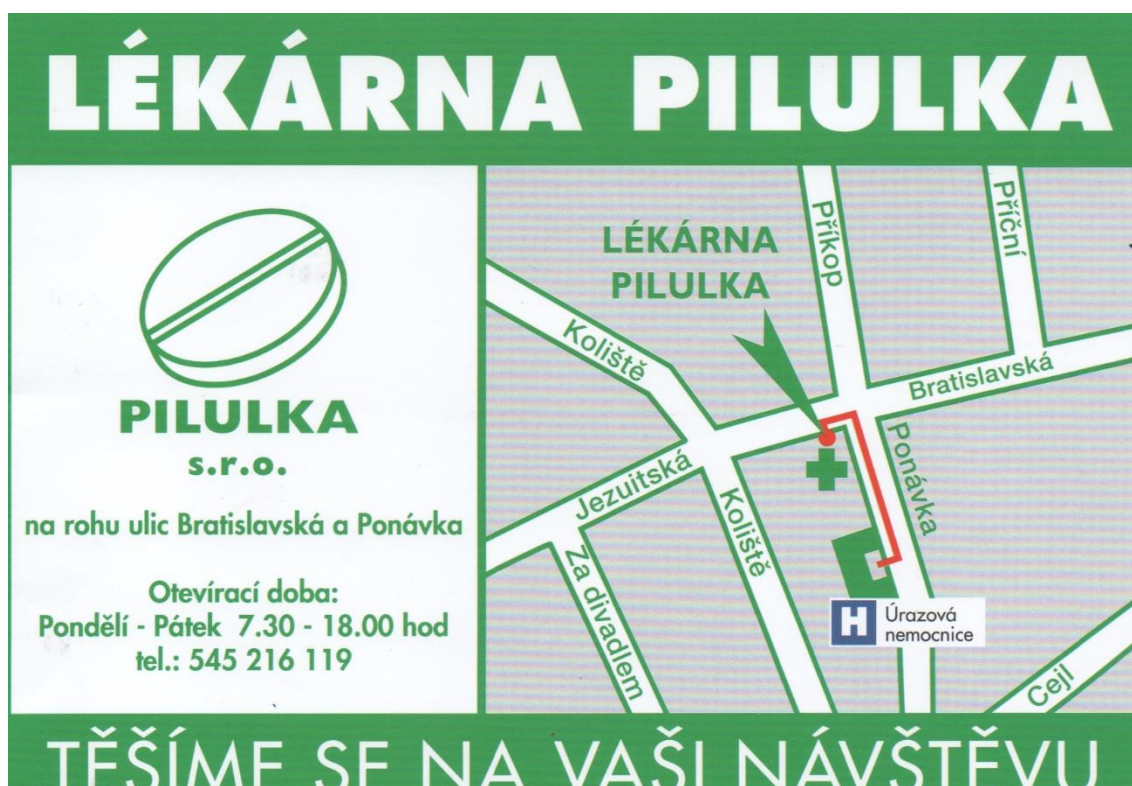 LÉKÁRNA PILULKA
PILULKA
s.r.o.
na rohu ulic Bratislavská a Ponávka
Otevírací doba:
Pondělí - Pátek 7.30 - 18.00 hod
tel.: 545 216 119
LÉKÁRNA
PILULKA
Příkop
Příční
Koliště
Bratislavská
Jezuitská
Ponávka
Koliště
Za divadlem
H
Úrazová
nemocnice
Cejl
TĚŠÍME SE NA VAŠI NÁVŠTĚVU